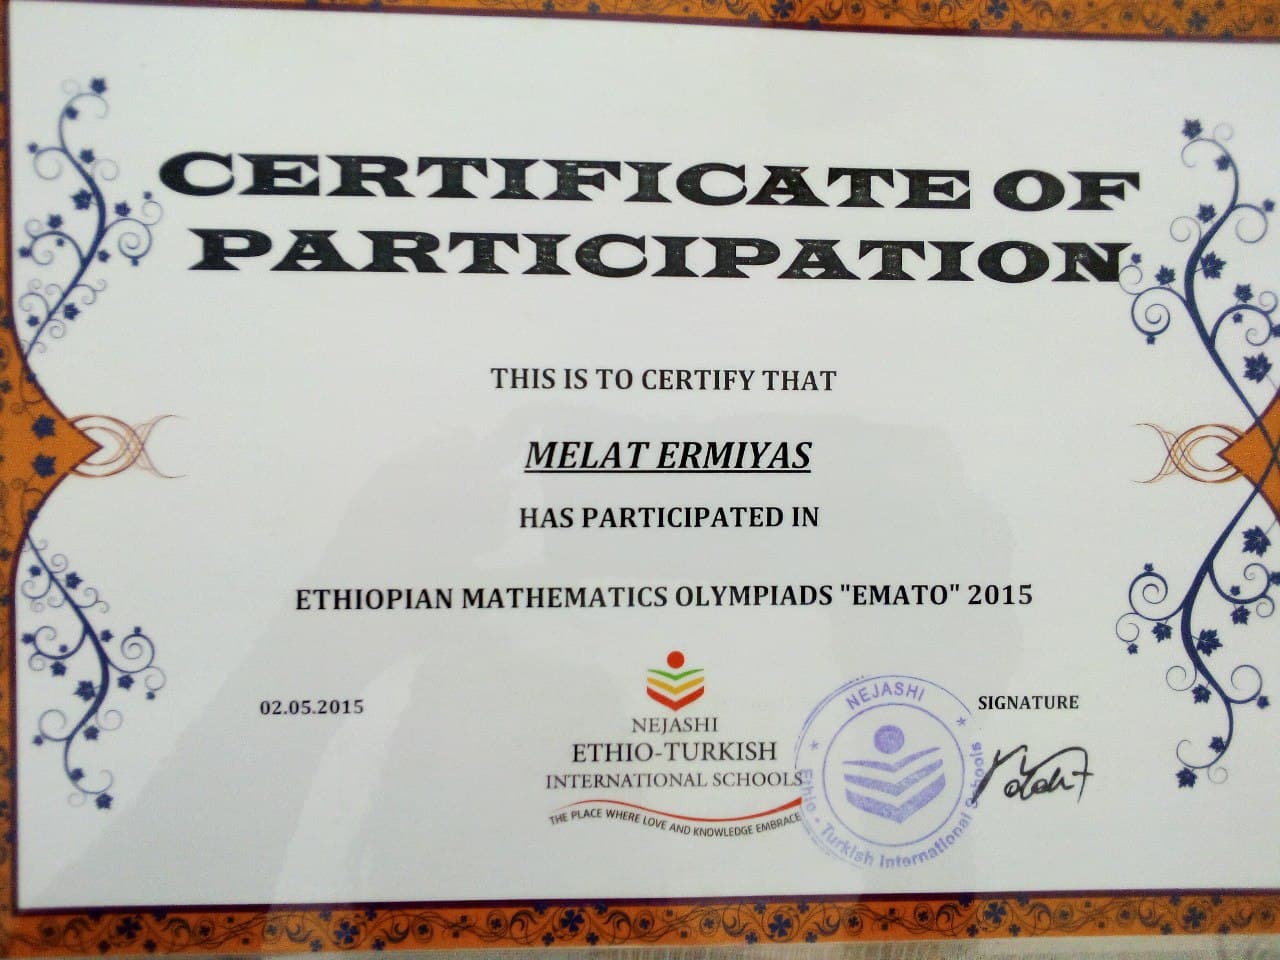 CERTIFICATE OF
PARTICIPATION
THIS IS TO CERTIFY THAT
MELAT ERMIYAS
HAS PARTICIPATED IN
ETHIOPIAN MATHEMATICS OLYMPIADS "EMATO" 2015
02.05.2015
NEJASHI
ETHIO-TURKISH
INTERNATIONAL SCHOOLS
THE PLACE WHERE LOVE AND KNOWLEDGE EMBRACE
NEJASHI
Ethio - Turkish International Schools
SIGNATURE